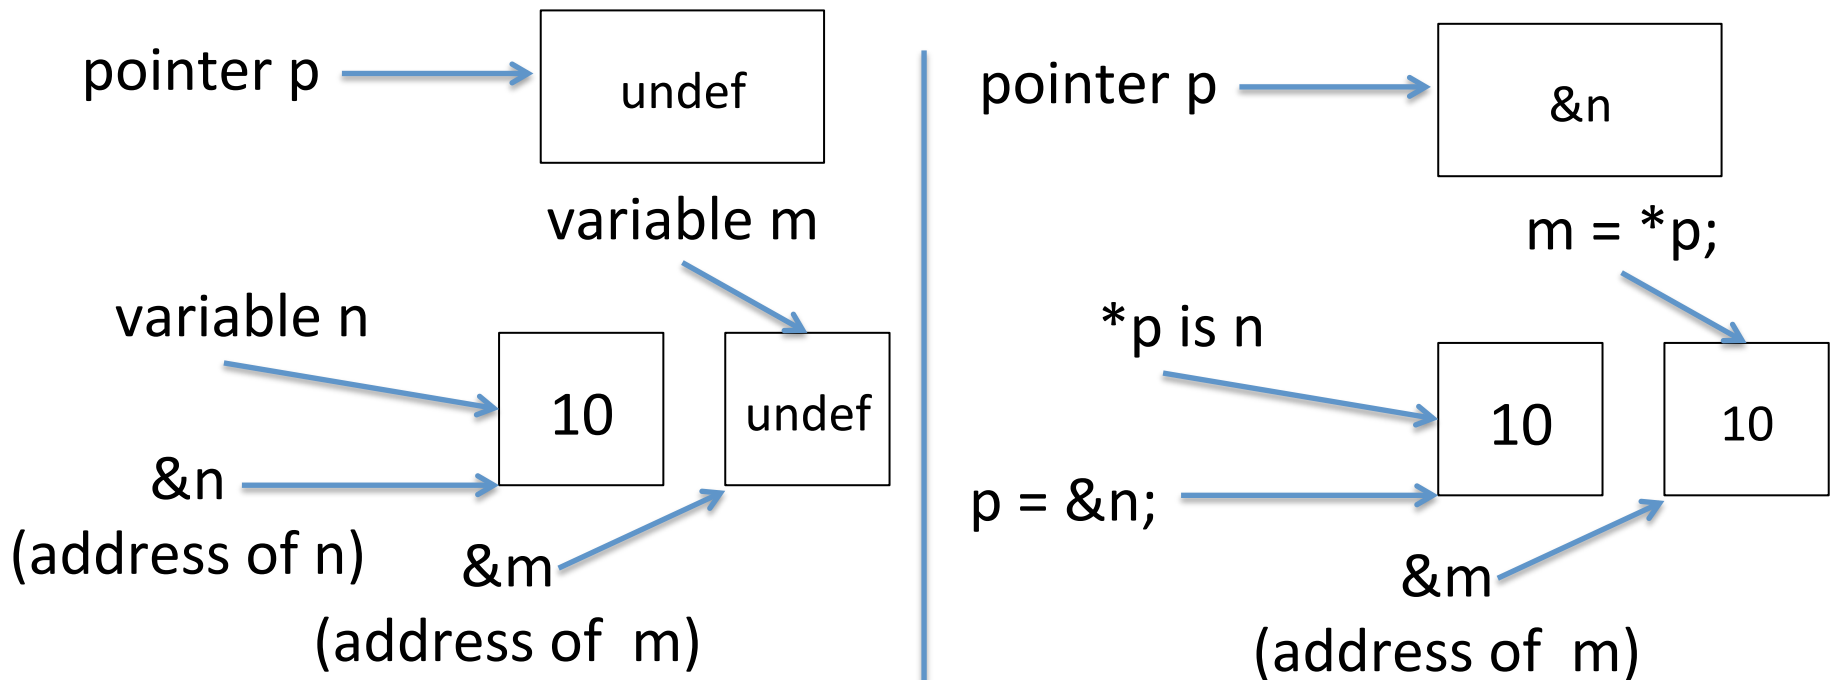 pointer p
undef
variable m
variable n
10
undef
&n
(address of n)
&m
(address of  m)
pointer p
&n
m = *p;
*p is n
10
10
p = &n;
&m
(address of  m)